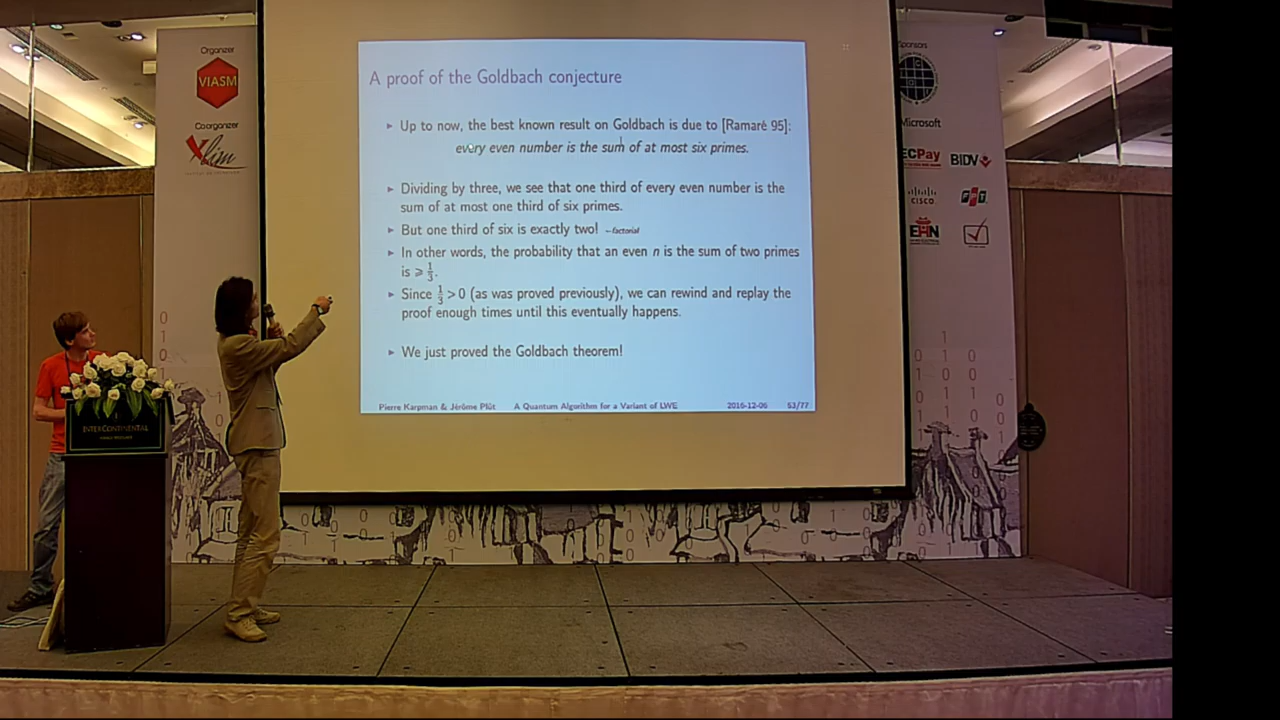 Organizer
VIASM
Coorganizer
Xlim
A proof of the Goldbach conjecture
► Up to now, the best known result on Goldbach is due to [Ramaré 95]:
every even number is the sum of at most six primes.
► Dividing by three, we see that one third of every even number is the
sum of at most one third of six primes.
► But one third of six is exactly two! ←factorial
► In other words, the probability that an even n is the sum of two primes
is ⩾ 1/3.
► Since 1/3 > 0 (as was proved previously), we can rewind and replay the
proof enough times until this eventually happens.
► We just proved the Goldbach theorem!
Pierre Karpman & Jérôme Plût A Quantum Algorithm for a Variant of LWE 2016-12-06 53/77
Sponsors
Microsoft
ECPay
BIDV
CISCO
FPT
INTERCONTINENTAL